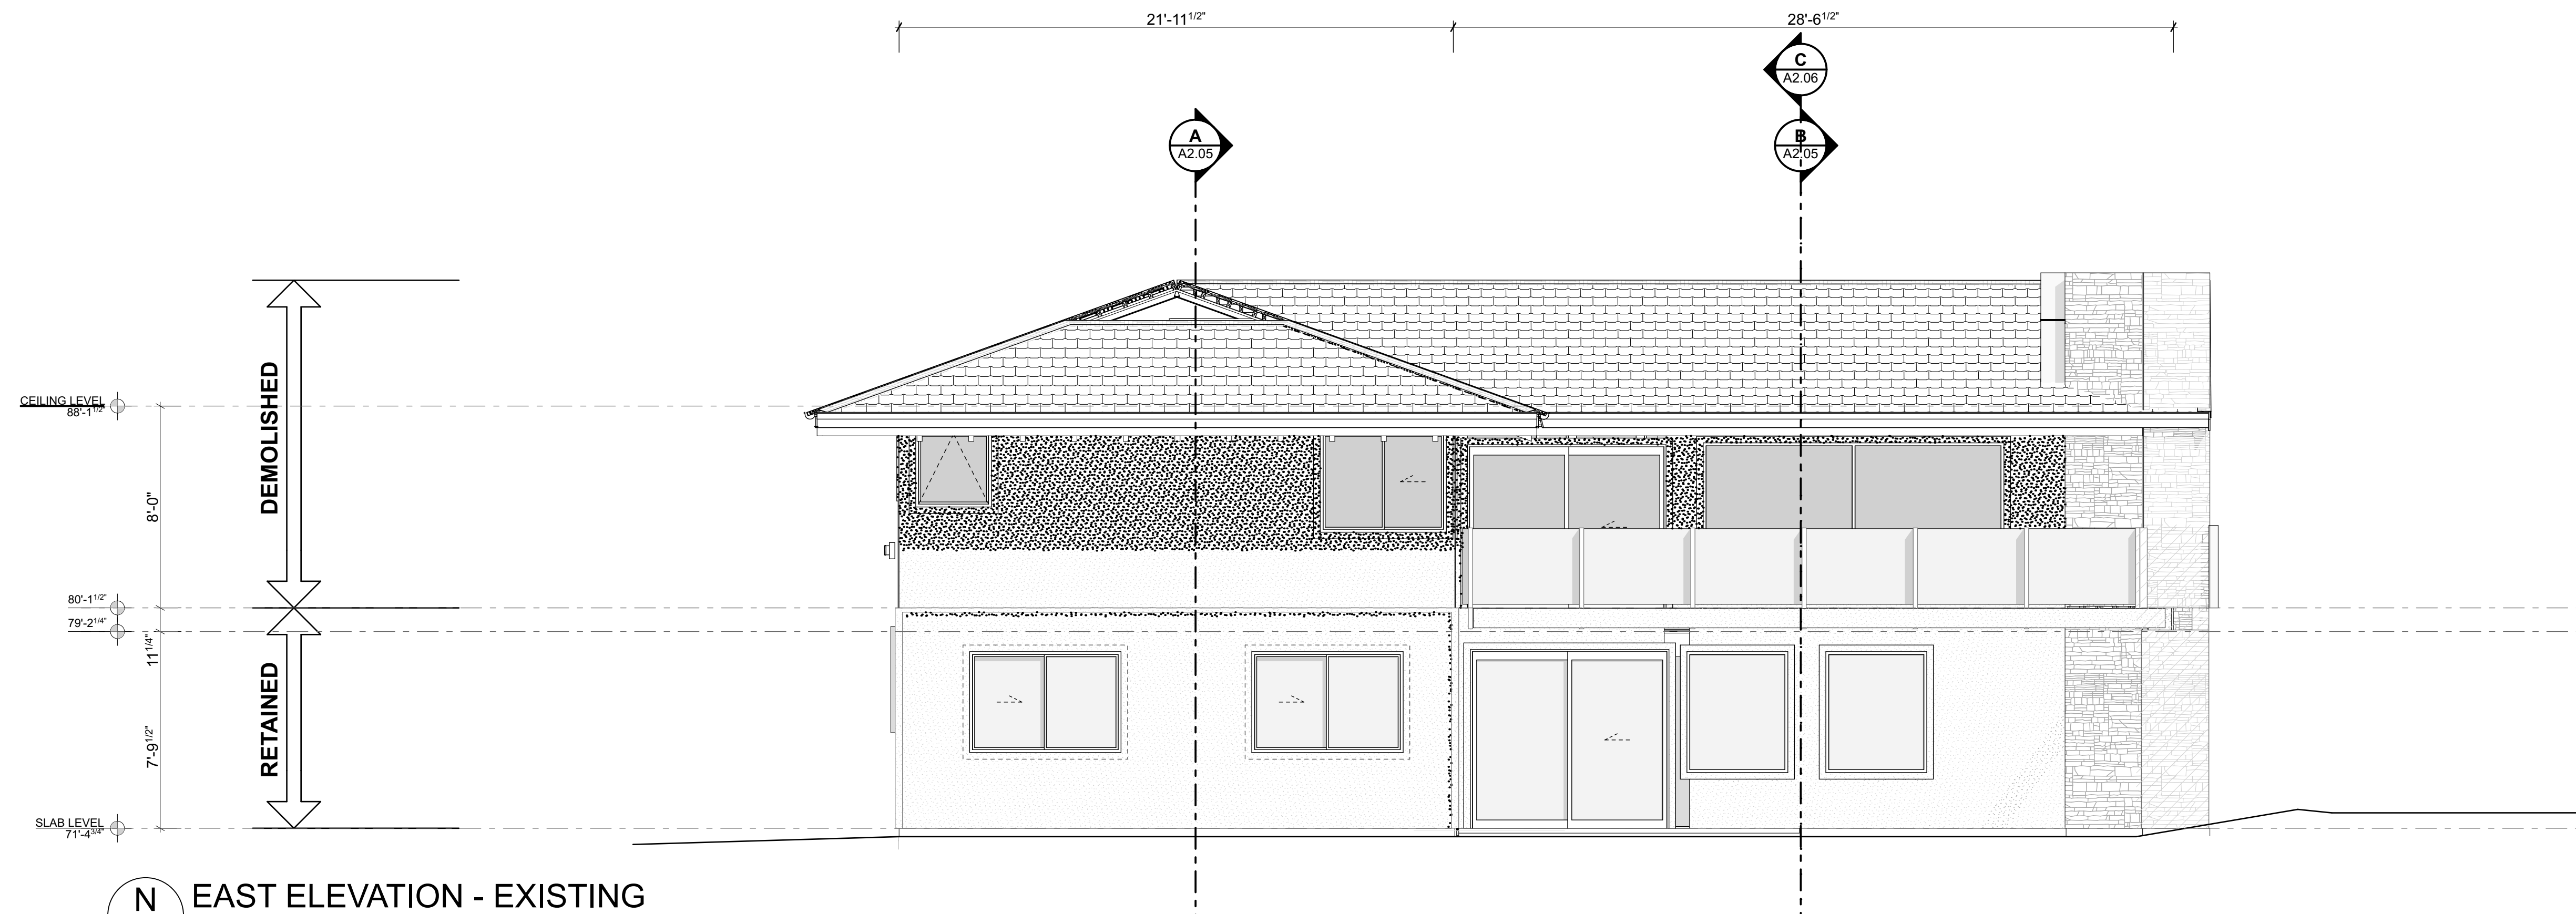 21'-11 1/2"
28'-6 1/2"
C
A2.06
A
A2.05
B
A2.05
DEMOLISHED
CEILING LEVEL
88'-1 1/2"
8'-0"
80'-1 1/2"
79'-2 1/4"
11 1/4"
RETAINED
7'-9 1/2"
SLAB LEVEL
71'-4 3/4"
N
EAST ELEVATION - EXISTING